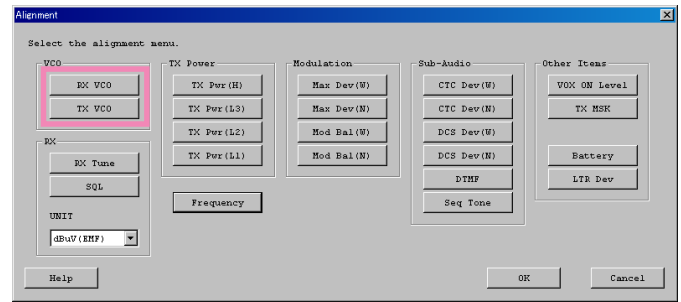 Alignment
Select the alignment menu.
VCO
RX VCO
TX VCO
RX
RX Tune
SQL
UNIT
dBuV(EMF)
TX Power
TX Pwr(H)
TX Pwr(L3)
TX Pwr(L2)
TX Pwr(L1)
Frequency
Modulation
Max Dev(W)
Max Dev(N)
Mod Bal(W)
Mod Bal(N)
Sub-Audio
CTC Dev(W)
CTC Dev(N)
DCS Dev(W)
DCS Dev(N)
DTMF
Seq Tone
Other Items
VOX ON Level
TX MSK
Battery
LTR Dev
Help
OK
Cancel